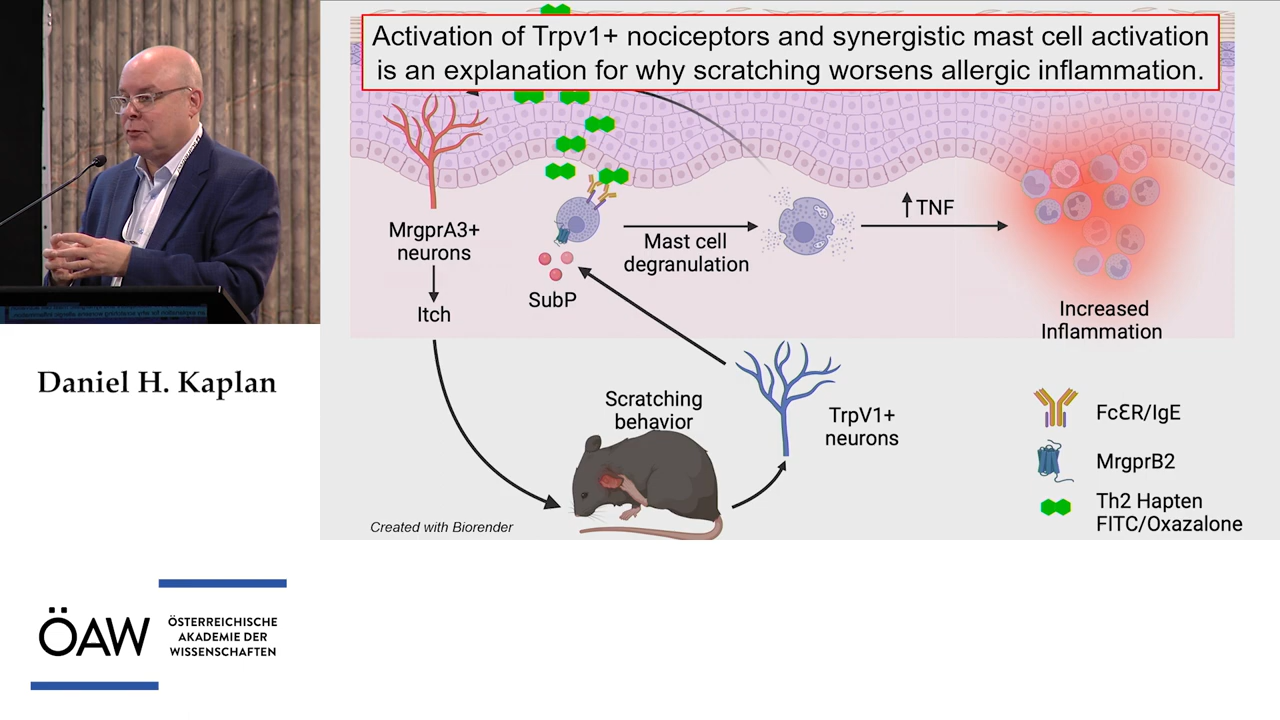 Activation of Trpv1+ nociceptors and synergistic mast cell activation
is an explanation for why scratching worsens allergic inflammation.
MrgprA3+
neurons
Itch
SubP
Mast cell
degranulation
TNF
Increased
Inflammation
Scratching
behavior
TrpV1+
neurons
FcƐR/IgE
MrgprB2
Th2 Hapten
FITC/Oxazalone
Created with Biorender
Daniel H. Kaplan
ÖAW
ÖSTERREICHISCHE
AKADEMIE DER
WISSENSCHAFTEN